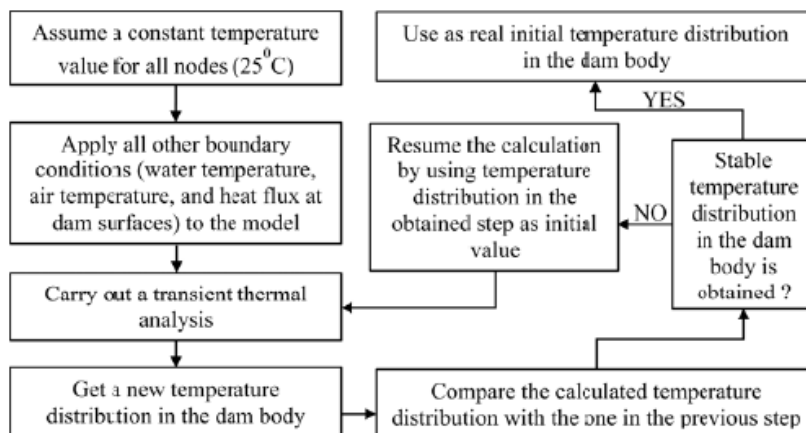 Assume a constant temperature
value for all nodes (25⁰C)
Use as real initial temperature distribution
in the dam body
YES
Apply all other boundary
conditions (water temperature,
air temperature, and heat flux at
dam surfaces) to the model
Resume the calculation
by using temperature
distribution in the
obtained step as initial
value
NO
Stable
temperature
distribution
in the dam
body is
obtained ?
Carry out a transient thermal
analysis
Get a new temperature
distribution in the dam body
Compare the calculated temperature
distribution with the one in the previous step